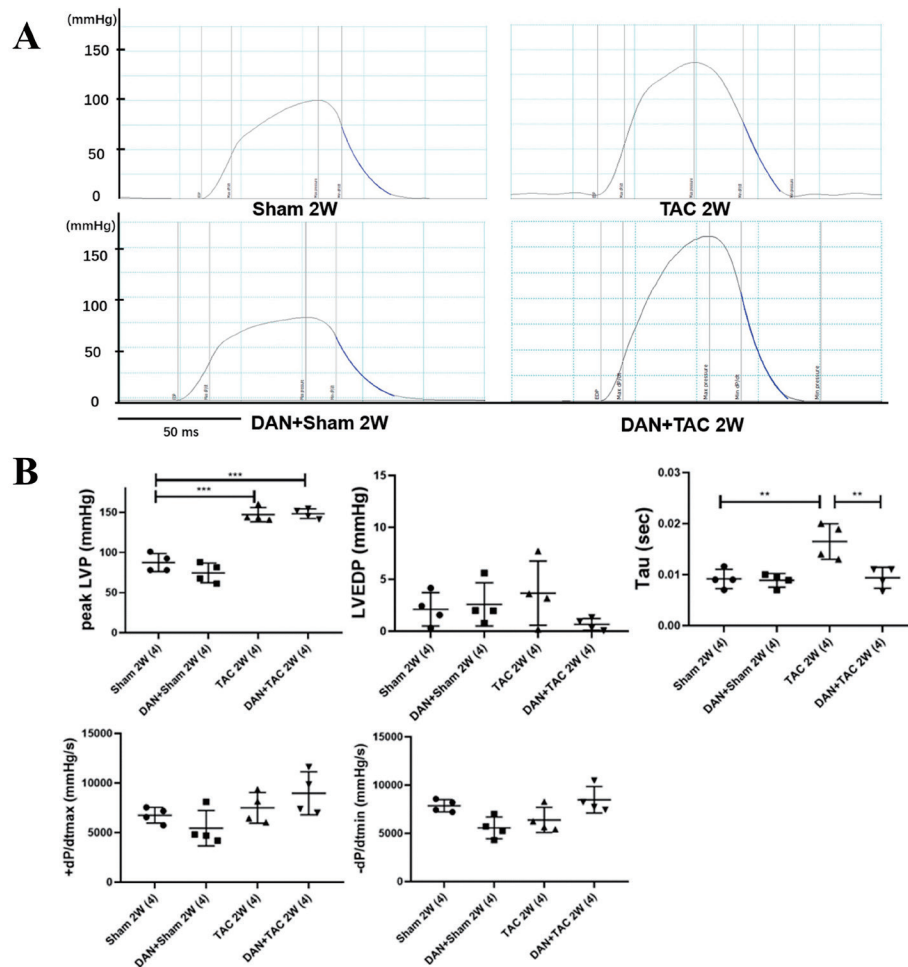 A
(mmHg)
150
100
50
0
EDP
Sham 2W
TAC 2W
(mmHg)
150
100
50
0
EDP
Max dP/dt
Max pressure
Min dP/dt
Min pressure
50 ms
DAN+Sham 2W
DAN+TAC 2W
B
peak LVP (mmHg)
200
150
100
50
0
***
***
Sham 2W (4)
DAN+Sham 2W (4)
TAC 2W (4)
DAN+TAC 2W (4)
LVEDP (mmHg)
15
10
5
0
Sham 2W (4)
DAN+Sham 2W (4)
TAC 2W (4)
DAN+TAC 2W (4)
Tau (sec)
0.03
0.02
0.01
0.00
**
**
Sham 2W (4)
DAN+Sham 2W (4)
TAC 2W (4)
DAN+TAC 2W (4)
+dP/dtmax (mmHg/s)
15000
10000
5000
0
Sham 2W (4)
DAN+Sham 2W (4)
TAC 2W (4)
DAN+TAC 2W (4)
-dP/dtmin (mmHg/s)
15000
10000
5000
0
Sham 2W (4)
DAN+Sham 2W (4)
TAC 2W (4)
DAN+TAC 2W (4)